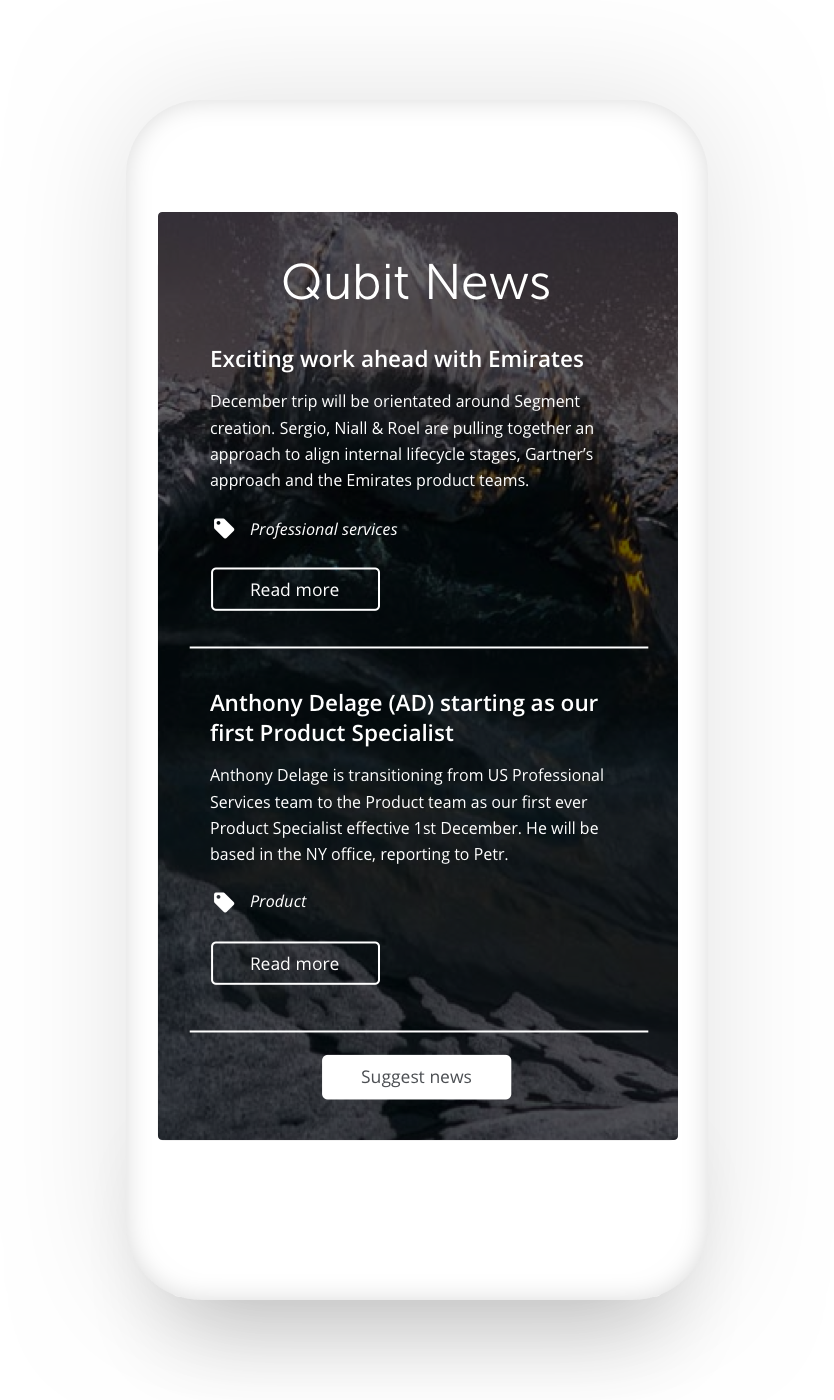 Qubit News
Exciting work ahead with Emirates
December trip will be orientated around Segment
creation. Sergio, Niall & Roel are pulling together an
approach to align internal lifecycle stages, Gartner’s
approach and the Emirates product teams.
Professional services
Read more
Anthony Delage (AD) starting as our
first Product Specialist
Anthony Delage is transitioning from US Professional
Services team to the Product team as our first ever
Product Specialist effective 1st December. He will be
based in the NY office, reporting to Petr.
Product
Read more
Suggest news